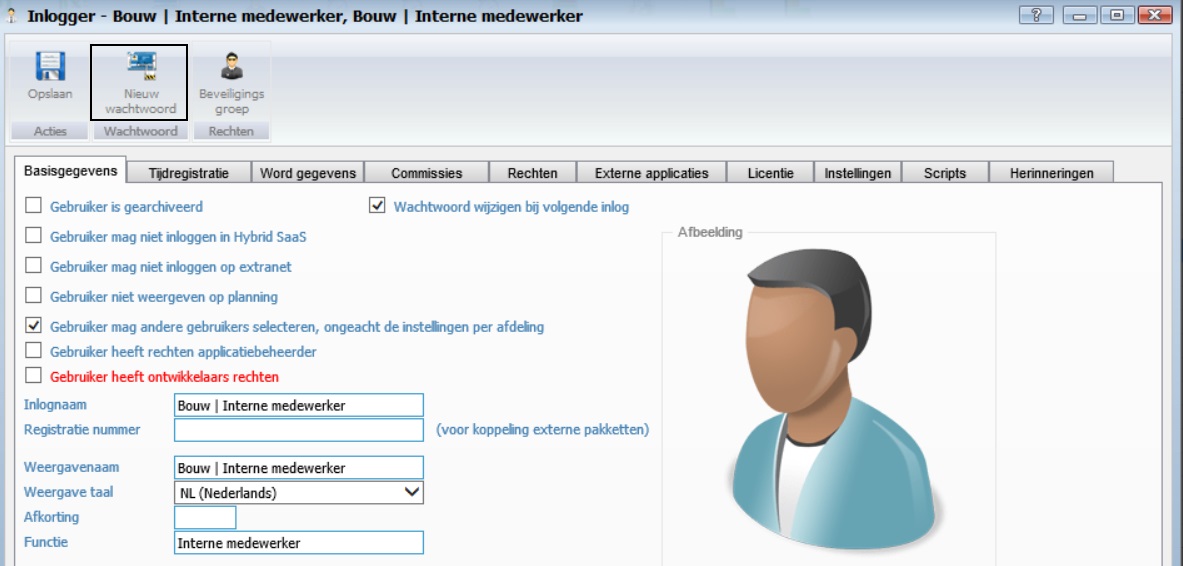 Inlogger - Bouw | Interne medewerker, Bouw | Interne medewerker
?
Opslaan
Nieuw
wachtwoord
Beveiligings
groep
Acties
Wachtwoord
Rechten
Basisgegevens
Tijdregistratie
Word gegevens
Commissies
Rechten
Externe applicaties
Licentie
Instellingen
Scripts
Herinneringen
Gebruiker is gearchiveerd
Wachtwoord wijzigen bij volgende inlog
Gebruiker mag niet inloggen in Hybrid SaaS
Afbeelding
Gebruiker mag niet inloggen op extranet
Gebruiker niet weergeven op planning
Gebruiker mag andere gebruikers selecteren, ongeacht de instellingen per afdeling
Gebruiker heeft rechten applicatiebeheerder
Gebruiker heeft ontwikkelaars rechten
Inlognaam Bouw | Interne medewerker
Registratie nummer (voor koppeling externe pakketten)
Weergavenaam Bouw | Interne medewerker
Weergave taal NL (Nederlands)
Afkorting
Functie Interne medewerker